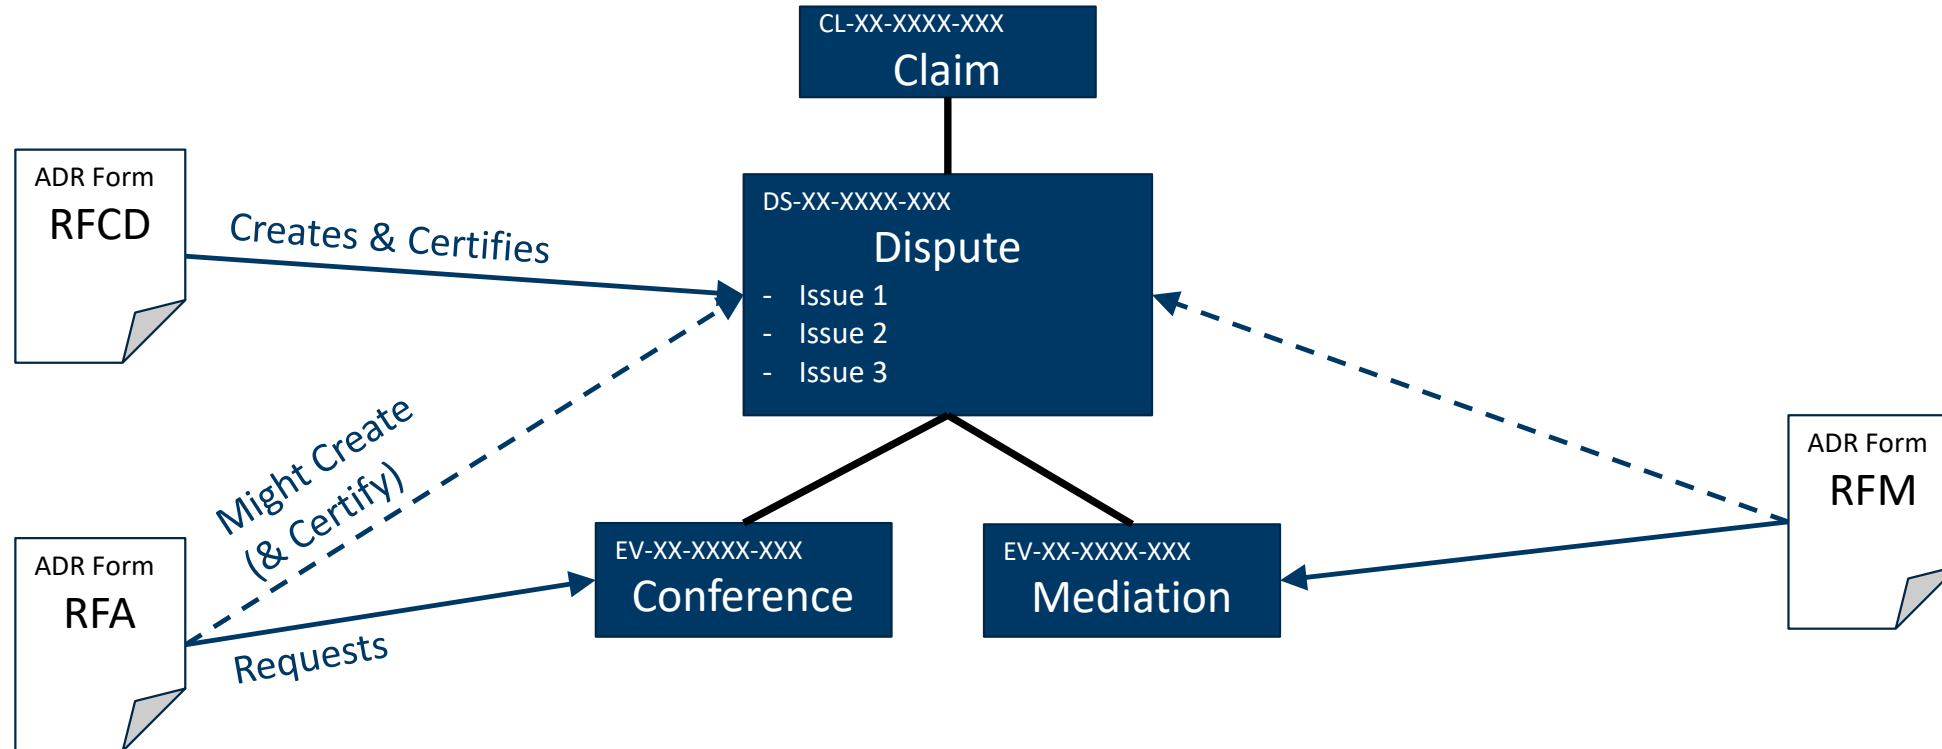 CL-XX-XXXX-XXX
Claim
ADR Form
RFCD
Creates & Certifies
DS-XX-XXXX-XXX
Dispute
- Issue 1
- Issue 2
- Issue 3
Might Create
(& Certify)
ADR Form
RFM
ADR Form
RFA
Requests
EV-XX-XXXX-XXX
Conference
EV-XX-XXXX-XXX
Mediation